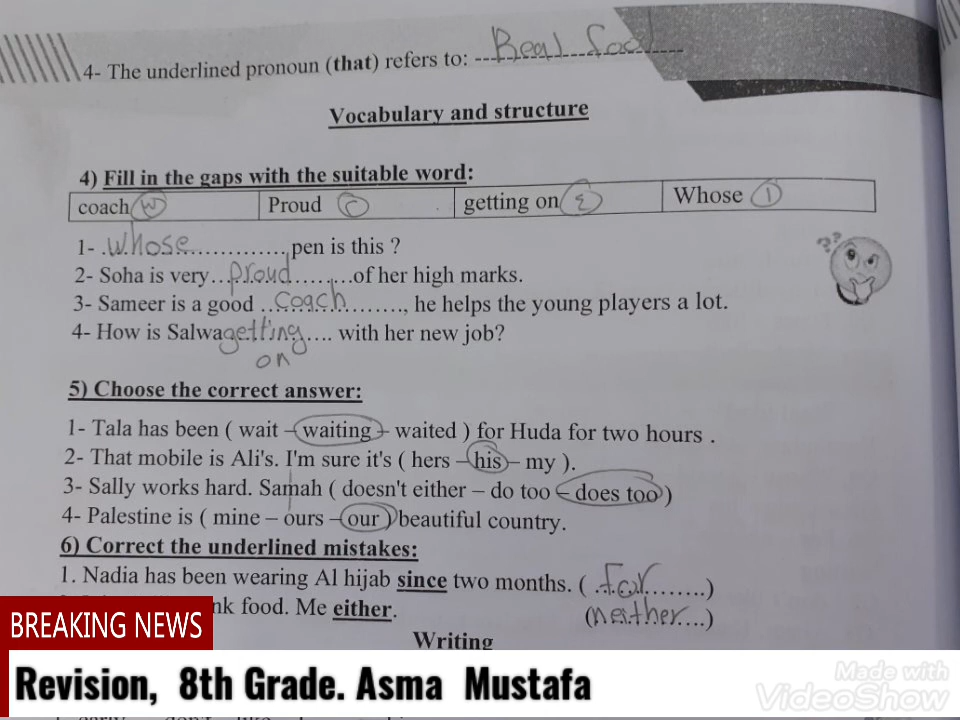 4- The underlined pronoun (that) refers to: Real food
Vocabulary and structure
4) Fill in the gaps with the suitable word:
coach ٣ Proud ٢ getting on ٤ Whose ١
1- whose pen is this ?
2- Soha is very proud of her high marks.
3- Sameer is a good coach, he helps the young players a lot.
4- How is Salwa getting on with her new job?
5) Choose the correct answer:
1- Tala has been ( wait – waiting – waited ) for Huda for two hours .
2- That mobile is Ali's. I'm sure it's ( hers – his – my ).
3- Sally works hard. Samah ( doesn't either – do too – does too )
4- Palestine is ( mine – ours – our ) beautiful country.
6) Correct the underlined mistakes:
1. Nadia has been wearing Al hijab since two months. ( for ........)
nk food. Me either. (neither....)
Writing
BREAKING NEWS
Revision, 8th Grade. Asma Mustafa
Made with
VideoShow